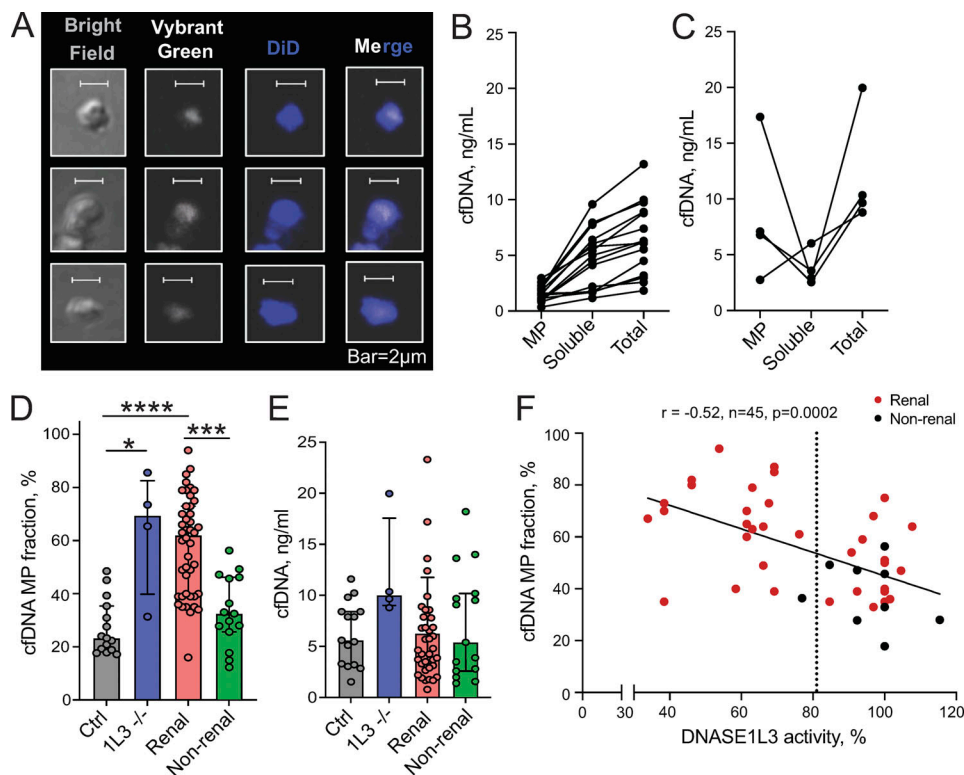 A
Bright Field
Vybrant Green
DiD
Merge
Bar=2µm
B
cfDNA, ng/mL
25
20
15
10
5
0
MP
Soluble
Total
C
cfDNA, ng/mL
25
20
15
10
5
0
MP
Soluble
Total
D
cfDNA MP fraction, %
100
80
60
40
20
0
****
*
***
Ctrl
1L3 -/-
Renal
Non-renal
E
cfDNA, ng/ml
25
20
15
10
5
0
Ctrl
1L3 -/-
Renal
Non-renal
F
Renal
Non-renal
r = -0.52, n=45, p=0.0002
cfDNA MP fraction, %
100
80
60
40
20
0
0 30 40 60 80 100 120
DNASE1L3 activity, %